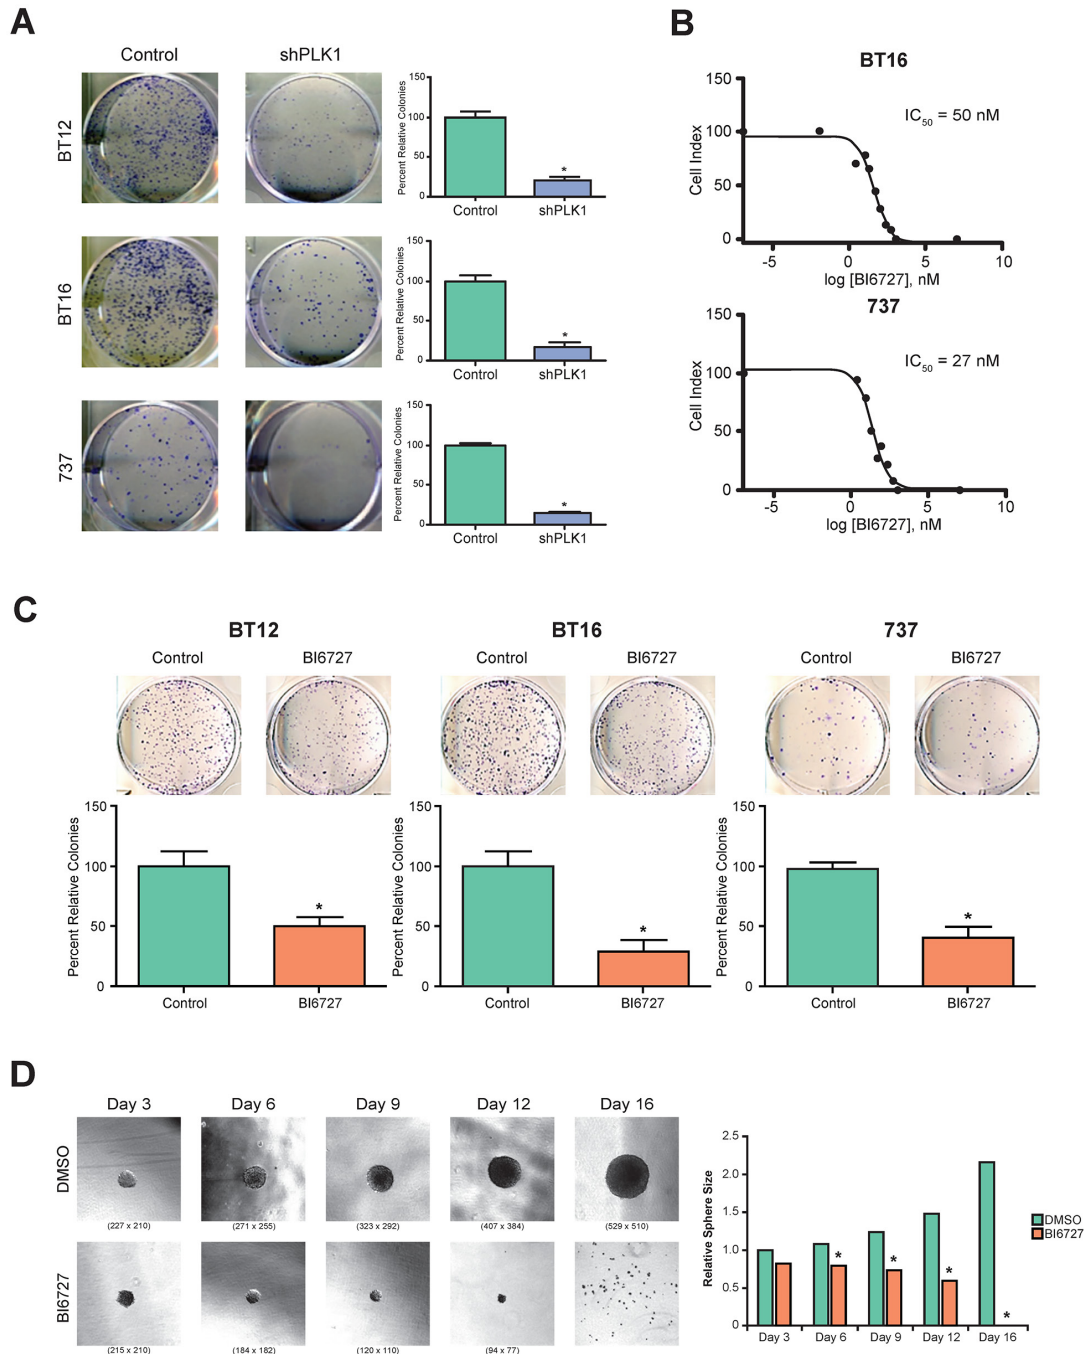 A
Control
shPLK1
BT12
Percent Relative Colonies
150
100
50
0
*
Control
shPLK1
BT16
Percent Relative Colonies
150
100
50
0
*
Control
shPLK1
737
Percent Relative Colonies
150
100
50
0
*
Control
shPLK1
B
BT16
Cell Index
150
100
50
0
IC50 = 50 nM
-5
0
5
10
log [BI6727], nM
737
Cell Index
150
100
50
0
IC50 = 27 nM
-5
0
5
10
log [BI6727], nM
C
BT12
Control
BI6727
Percent Relative Colonies
150
100
50
0
*
Control
BI6727
BT16
Control
BI6727
Percent Relative Colonies
150
100
50
0
*
Control
BI6727
737
Control
BI6727
Percent Relative Colonies
150
100
50
0
*
Control
BI6727
D
Day 3
Day 6
Day 9
Day 12
Day 16
DMSO
(227 x 210)
(271 x 255)
(323 x 292)
(407 x 384)
(529 x 510)
BI6727
(215 x 210)
(184 x 182)
(120 x 110)
(94 x 77)
Relative Sphere Size
2.5
2.0
1.5
1.0
0.5
0
*
*
*
*
Day 3
Day 6
Day 9
Day 12
Day 16
DMSO
BI6727